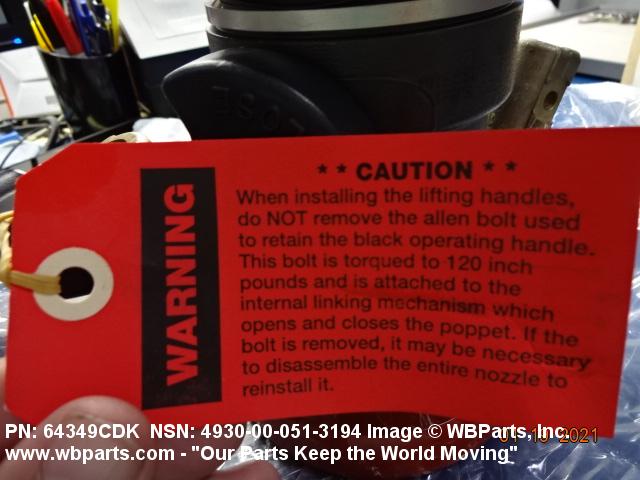 CLOSE
* * CAUTION * *
WARNING
When installing the lifting handles,
do NOT remove the allen bolt used
to retain the black operating handle.
This bolt is torqued to 120 inch
pounds and is attached to the
internal linking mechanism which
opens and closes the poppet. If the
bolt is removed, it may be necessary
to disassemble the entire nozzle to
reinstall it.
PN: 64349CDK NSN: 4930-00-051-3194 Image © WBParts, Inc.
www.wbparts.com - "Our Parts Keep the World Moving"
2021